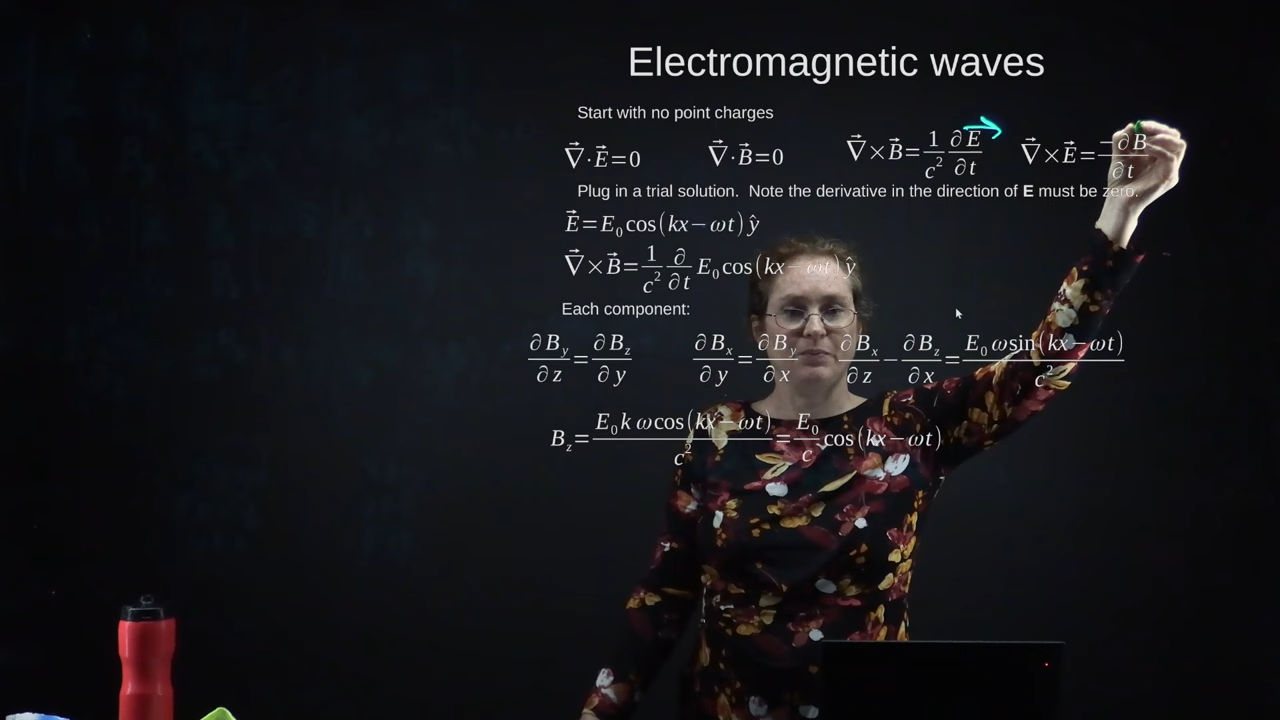 Electromagnetic waves
Start with no point charges
∇⃗·E⃗=0 ∇⃗·B⃗=0 ∇⃗×B⃗=1/c² ∂E⃗/∂t ∇⃗×E⃗=−∂B/∂t
Plug in a trial solution. Note the derivative in the direction of E must be zero.
E⃗=E₀cos(kx−ωt)ŷ
∇⃗×B⃗=1/c² ∂/∂t E₀cos(kx−ωt)ŷ
Each component:
∂B_y/∂z=∂B_z/∂y ∂B_x/∂y=∂B_y/∂x ∂B_x/∂z−∂B_z/∂x=E₀ωsin(kx−ωt)/c²
B_z=E₀kωcos(kx−ωt)/c²=E₀/c cos(kx−ωt)